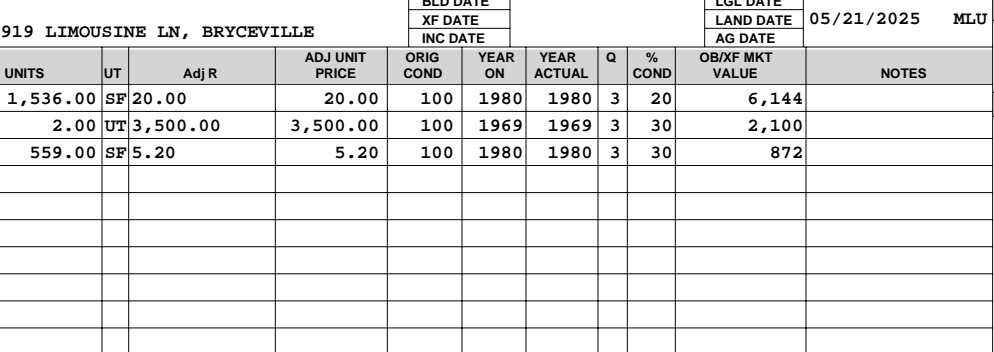 BLD DATE LGL DATE
XF DATE LAND DATE 05/21/2025 MLU
919 LIMOUSINE LN, BRYCEVILLE
INC DATE AG DATE
UNITS UT Adj R ADJ UNIT PRICE ORIG COND YEAR ON YEAR ACTUAL Q % COND OB/XF MKT VALUE NOTES
1,536.00 SF 20.00 20.00 100 1980 1980 3 20 6,144
2.00 UT 3,500.00 3,500.00 100 1969 1969 3 30 2,100
559.00 SF 5.20 5.20 100 1980 1980 3 30 872